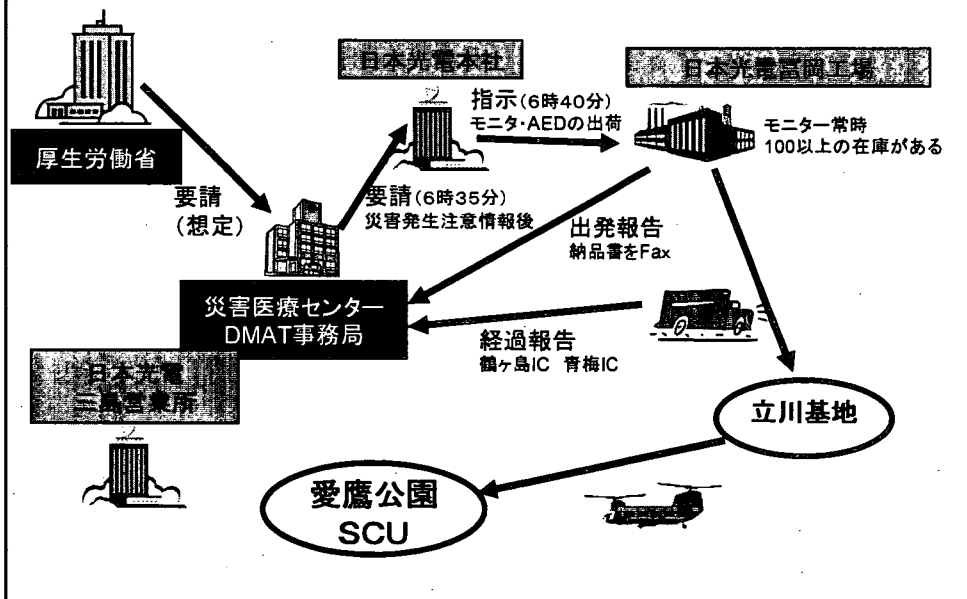 日本光電本社
日本光電富岡工場
厚生労働省
指示(6時40分)
モニタ・AEDの出荷
モニター常時
100以上の在庫がある
要請
(想定)
要請(6時35分)
災害発生注意情報後
出発報告
納品書をFax
災害医療センター
DMAT事務局
経過報告
鶴ヶ島IC 青梅IC
日本光電
三島営業所
立川基地
愛鷹公園
SCU